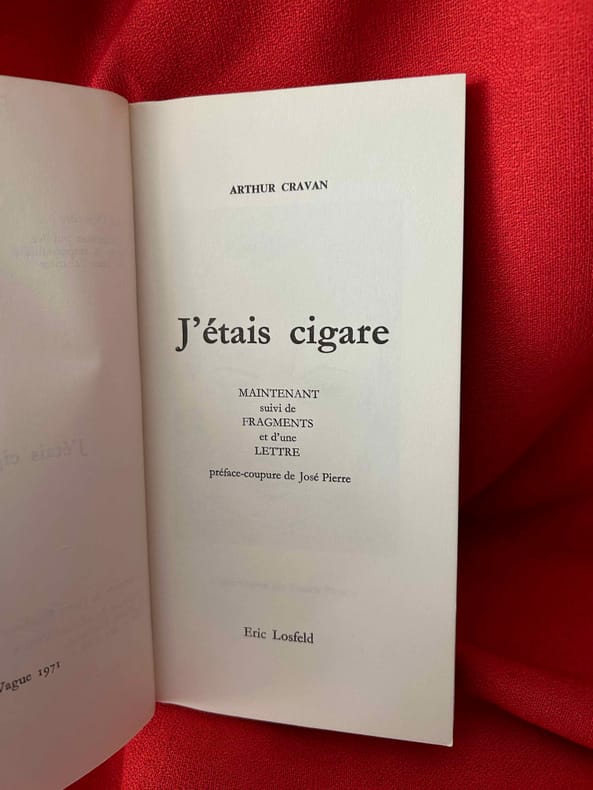 Vague 1971
ARTHUR CRAVAN
J'étais cigare
MAINTENANT
suivi de
FRAGMENTS
et d'une
LETTRE
préface-coupure de José Pierre
Eric Losfeld